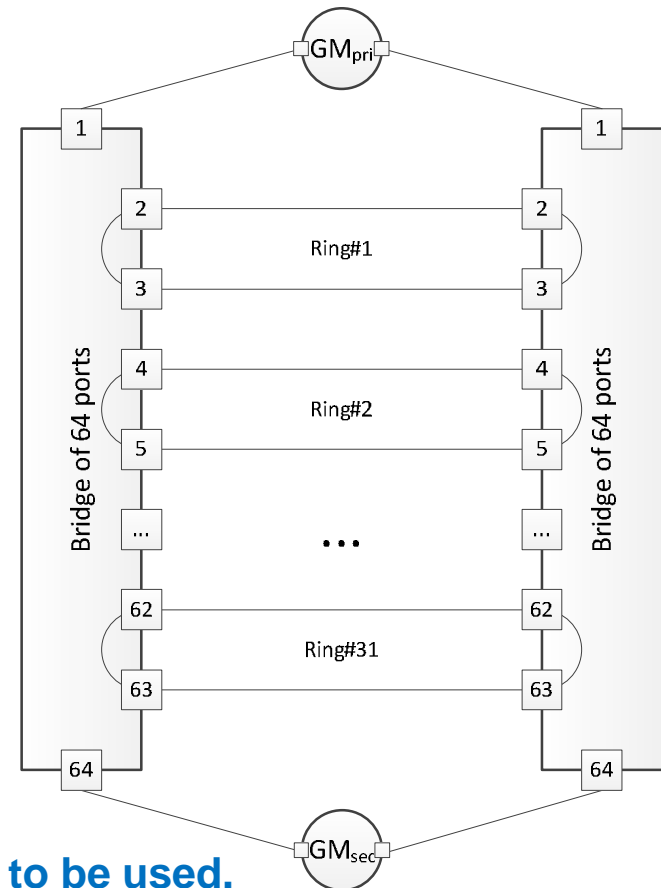 GMpri
1 1
2 2
Ring#1
3 3
4 4
Ring#2
5 5
Bridge of 64 ports Bridge of 64 ports
... ... ...
62 62
Ring#31
63 63
64 64
GMsec
to be used.